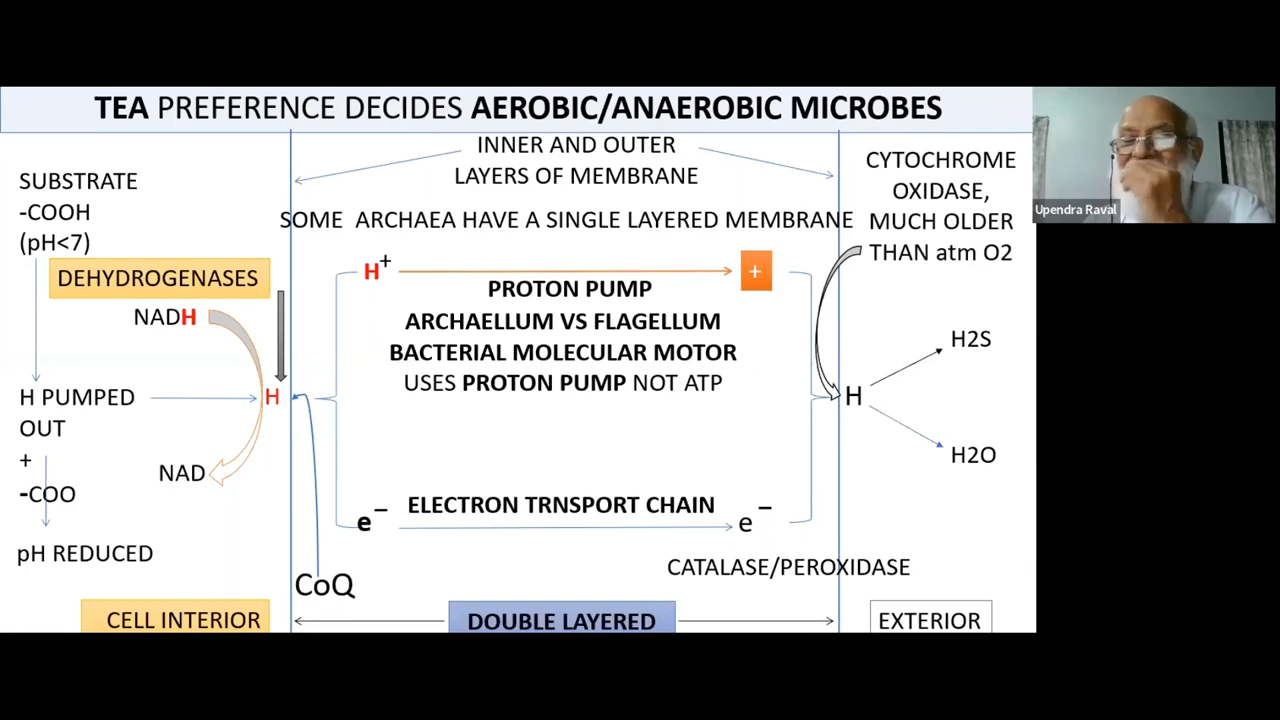 TEA PREFERENCE DECIDES AEROBIC/ANAEROBIC MICROBES
INNER AND OUTER
LAYERS OF MEMBRANE
SOME ARCHAEA HAVE A SINGLE LAYERED MEMBRANE
SUBSTRATE
-COOH
(pH<7)
DEHYDROGENASES
NADH
H PUMPED
OUT
+
-COO
pH REDUCED
NAD
H
H+
+
PROTON PUMP
ARCHAELLUM VS FLAGELLUM
BACTERIAL MOLECULAR MOTOR
USES PROTON PUMP NOT ATP
e–
ELECTRON TRNSPORT CHAIN
e –
CoQ
CATALASE/PEROXIDASE
CYTOCHROME
OXIDASE,
MUCH OLDER
THAN atm O2
H
H2S
H2O
CELL INTERIOR
DOUBLE LAYERED
EXTERIOR
Upendra Raval